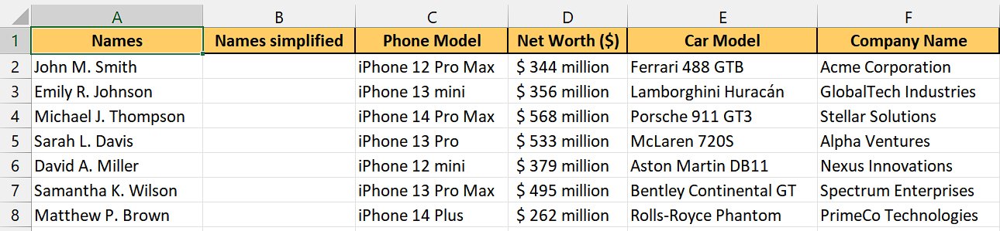 A B C D E F
1 Names Names simplified Phone Model Net Worth ($) Car Model Company Name
2 John M. Smith iPhone 12 Pro Max $ 344 million Ferrari 488 GTB Acme Corporation
3 Emily R. Johnson iPhone 13 mini $ 356 million Lamborghini Huracán GlobalTech Industries
4 Michael J. Thompson iPhone 14 Pro Max $ 568 million Porsche 911 GT3 Stellar Solutions
5 Sarah L. Davis iPhone 13 Pro $ 533 million McLaren 720S Alpha Ventures
6 David A. Miller iPhone 12 mini $ 379 million Aston Martin DB11 Nexus Innovations
7 Samantha K. Wilson iPhone 13 Pro Max $ 495 million Bentley Continental GT Spectrum Enterprises
8 Matthew P. Brown iPhone 14 Plus $ 262 million Rolls-Royce Phantom PrimeCo Technologies